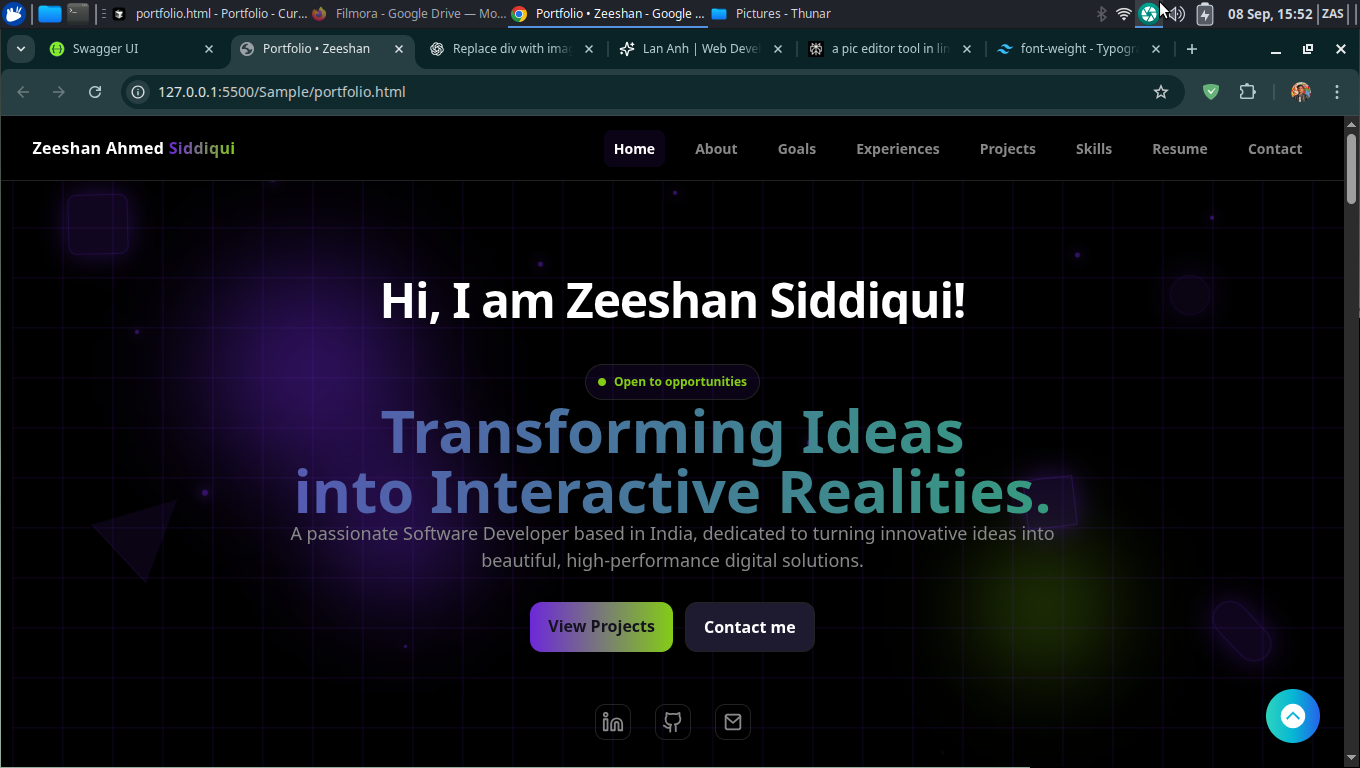 portfolio.html - Portfolio - Cur...
Filmora - Google Drive — Mo...
Portfolio • Zeeshan - Google ...
Pictures - Thunar
08 Sep, 15:52
ZAS
Swagger UI
Portfolio • Zeeshan
Replace div with ima
Lan Anh | Web Deve
a pic editor tool in lin
font-weight - Typogr
127.0.0.1:5500/Sample/portfolio.html
Zeeshan Ahmed Siddiqui
Home
About
Goals
Experiences
Projects
Skills
Resume
Contact
Hi, I am Zeeshan Siddiqui!
Open to opportunities
Transforming Ideas
into Interactive Realities.
A passionate Software Developer based in India, dedicated to turning innovative ideas into
beautiful, high-performance digital solutions.
View Projects
Contact me